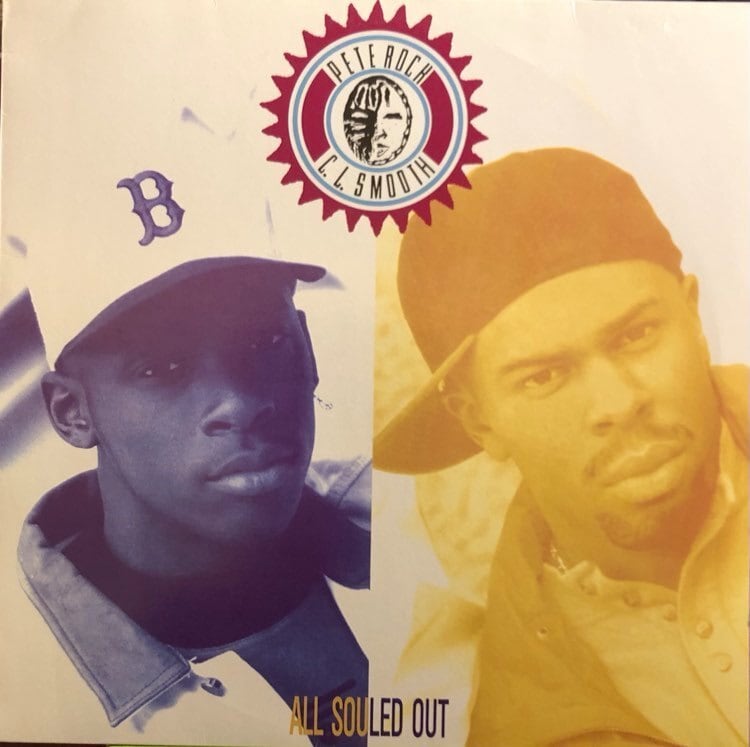 PETE ROCK
C.L. SMOOTH
B
ALL SOULED OUT